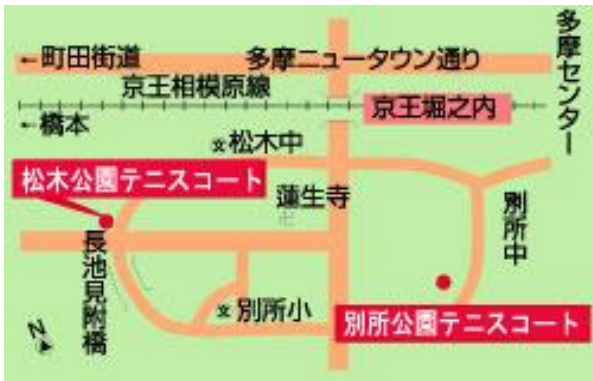 ←町田街道
多摩ニュータウン通り
多摩センター
京王相模原線
京王堀之内
←橋本
文松木中
松木公園テニスコート
蓮生寺
卍
別所中
長池見附橋
文別所小
別所公園テニスコート
N